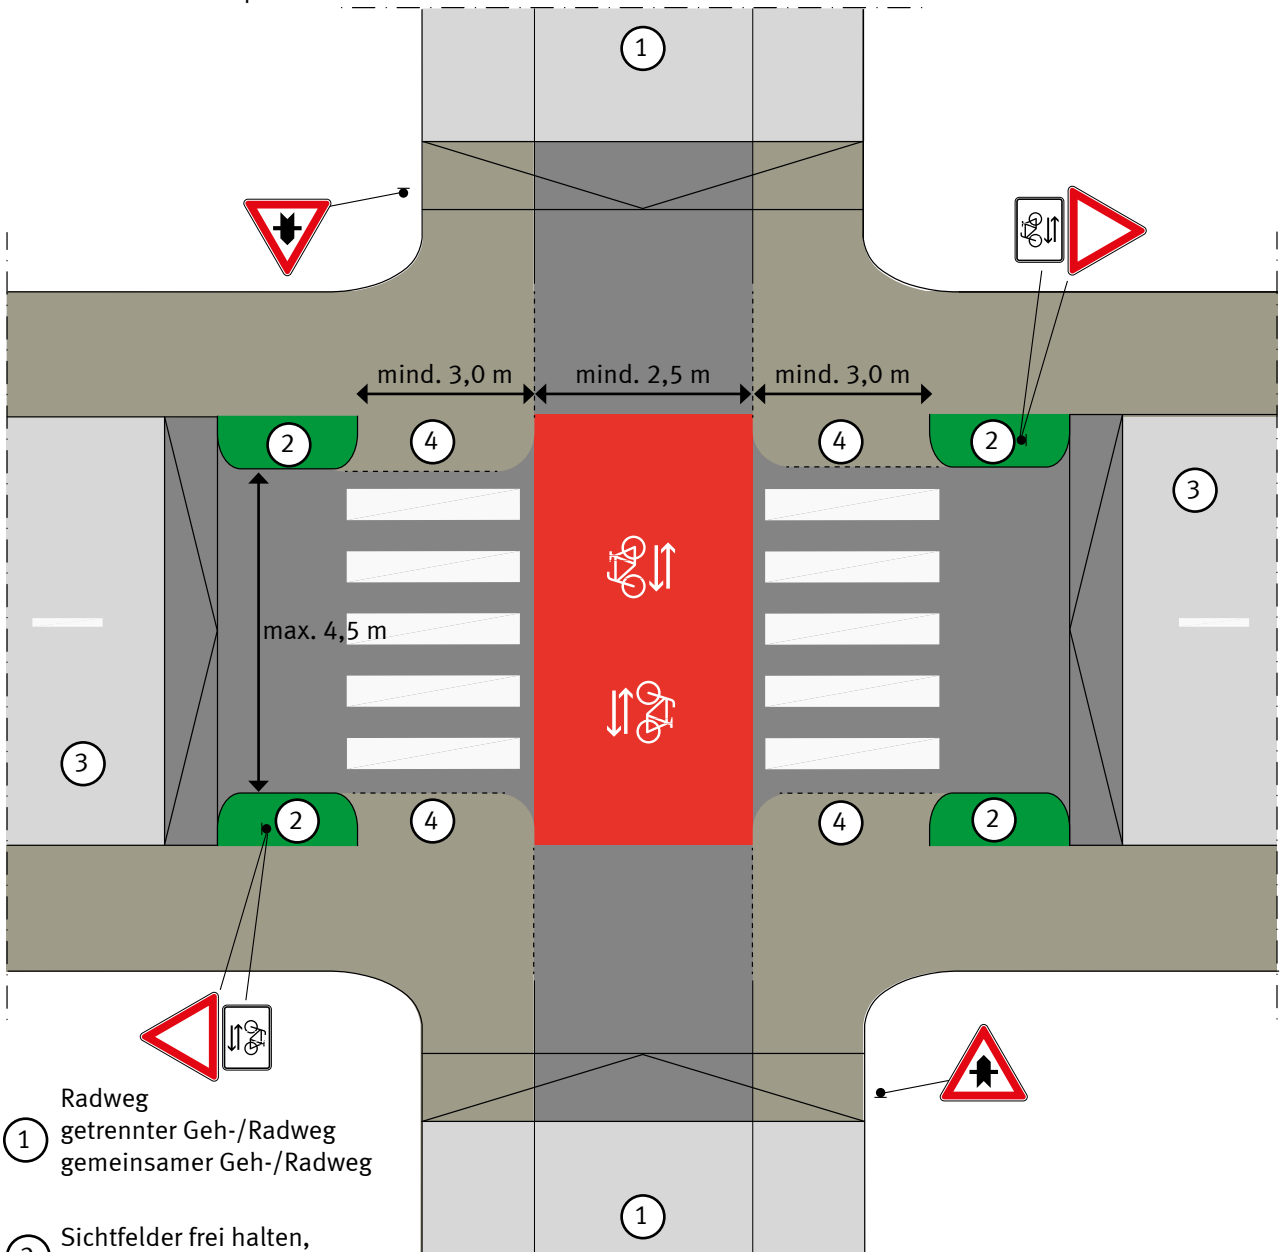 1
mind. 3,0 m
mind. 2,5 m
mind. 3,0 m
2
4
4
2
3
max. 4,5 m
3
2
4
4
2
Radweg
1
getrennter Geh-/Radweg
gemeinsamer Geh-/Radweg
1
Sichtfelder frei halten,